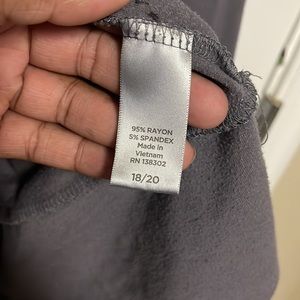 95% RAYON
5% SPANDEX
Made in
Vietnam
RN 138302
18/20